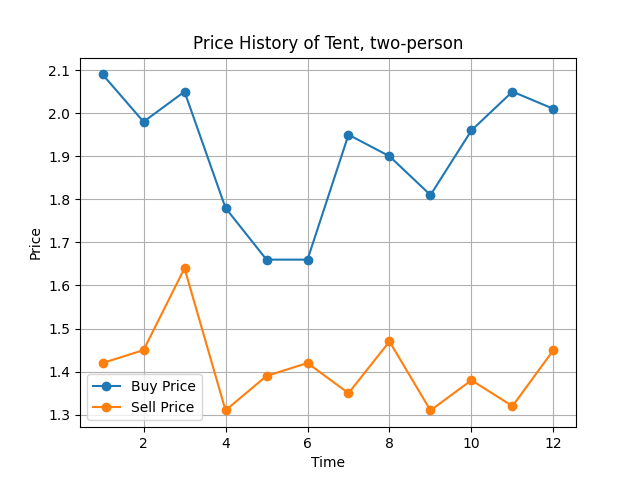 Price History of Tent, two-person
2.1
2.0
1.9
1.8
1.7
1.6
1.5
1.4
1.3
Price
Buy Price
Sell Price
2 4 6 8 10 12
Time